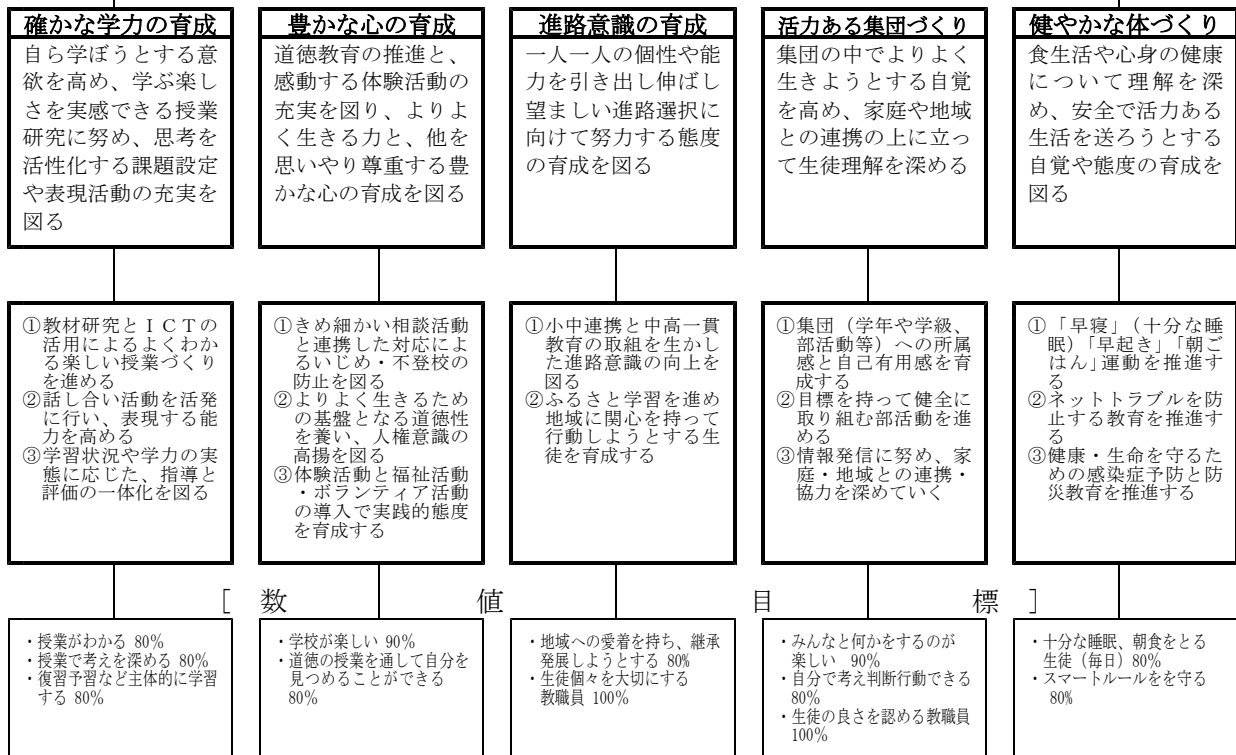 確かな学力の育成
自ら学ぼうとする意
欲を高め、学ぶ楽し
さを実感できる授業
研究に努め、思考を
活性化する課題設定
や表現活動の充実を
図る
豊かな心の育成
道徳教育の推進と、
感動する体験活動の
充実を図り、よりよ
く生きる力と、他を
思いやり尊重する豊
かな心の育成を図る
進路意識の育成
一人一人の個性や能
力を引き出し伸ばし
望ましい進路選択に
向けて努力する態度
の育成を図る
活力ある集団づくり
集団の中でよりよく
生きようとする自覚
を高め、家庭や地域
との連携の上に立っ
て生徒理解を深める
健やかな体づくり
食生活や心身の健康
について理解を深
め、安全で活力ある
生活を送ろうとする
自覚や態度の育成を
図る
①教材研究とＩＣＴの
活用によるよくわか
る楽しい授業づくり
を進める
②話し合い活動を活発
に行い、表現する能
力を高める
③学習状況や学力の実
態に応じた、指導と
評価の一体化を図る
①きめ細かい相談活動
と連携した対応によ
るいじめ・不登校の
防止を図る
②よりよく生きるため
の基盤となる道徳性
を養い、人権意識の
高揚を図る
③体験活動と福祉活動
・ボランティア活動
の導入で実践的態度
を育成する
①小中連携と中高一貫
教育の取組を生かし
た進路意識の向上を
図る
②ふるさと学習を進め
地域に関心を持って
行動しようとする生
徒を育成する
①集団（学年や学級、
部活動等）への所属
感と自己有用感を育
成する
②目標を持って健全に
取り組む部活動を進
める
③情報発信に努め、家
庭・地域との連携・
協力を深めていく
①「早寝」（十分な睡
眠）「早起き」「朝ご
はん」運動を推進す
る
②ネットトラブルを防
止する教育を推進す
る
③健康・生命を守るた
めの感染症予防と防
災教育を推進する
［ 数 値 目 標 ］
・授業がわかる 80％
・授業で考えを深める 80％
・復習予習など主体的に学習
する 80％
・学校が楽しい 90％
・道徳の授業を通して自分を
見つめることができる
80％
・地域への愛着を持ち、継承
発展しようとする 80％
・生徒個々を大切にする
教職員 100％
・みんなと何かをするのが
楽しい 90％
・自分で考え判断行動できる
80％
・生徒の良さを認める教職員
100％
・十分な睡眠、朝食をとる
生徒（毎日）80％
・スマートルールをを守る
80％